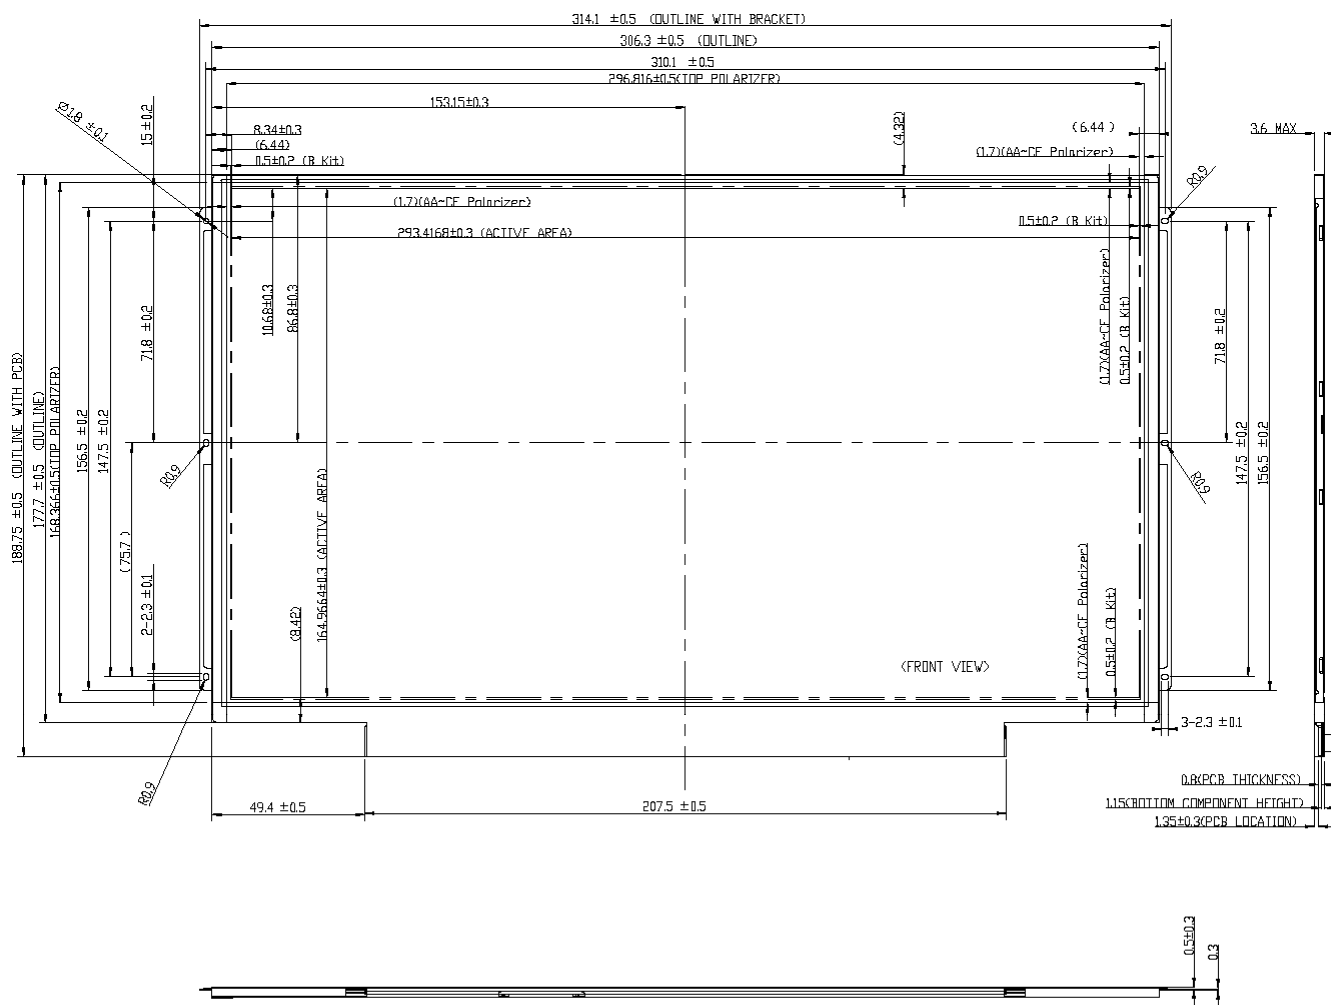 314.1 ±0.5 (OUTLINE WITH BRACKET)
306.3 ±0.5 (OUTLINE)
310.1 ±0.5
296.816±0.5(TOP POLARIZER)
153.15±0.3
Ø1.8 ±0.1
15±0.2
8.34±0.3
(6.44)
0.5±0.2 (B Kit)
(4.32)
(6.44 )
(1.7)(AA~CF Polarizer)
3.6 MAX
R0.9
(1.7)(AA~CF Polarizer)
0.5±0.2 (B Kit)
293.4168±0.3 (ACTIVE AREA)
10.68±0.3
86.8±0.3
(1.7)(AA~CF Polarizer)
0.5±0.2 (B Kit)
71.8 ±0.2
71.8 ±0.2
188.75 ±0.5 (OUTLINE WITH PCB)
177.7 ±0.5 (OUTLINE)
168.366±0.5(TOP POLARIZER)
156.5 ±0.2
147.5 ±0.2
147.5 ±0.2
156.5 ±0.2
R0.9
R0.9
(75.7 )
164.9664±0.3 (ACTIVE AREA)
2-2.3 ±0.1
(8.42)
(1.7)(AA~CF Polarizer)
0.5±0.2 (B Kit)
<FRONT VIEW>
3-2.3 ±0.1
R0.9
0.8(PCB THICKNESS)
1.15(BOTTOM COMPONENT HEIGHT)
1.35±0.3(PCB LOCATION)
49.4 ±0.5
207.5 ±0.5
0.5±0.3
0.3